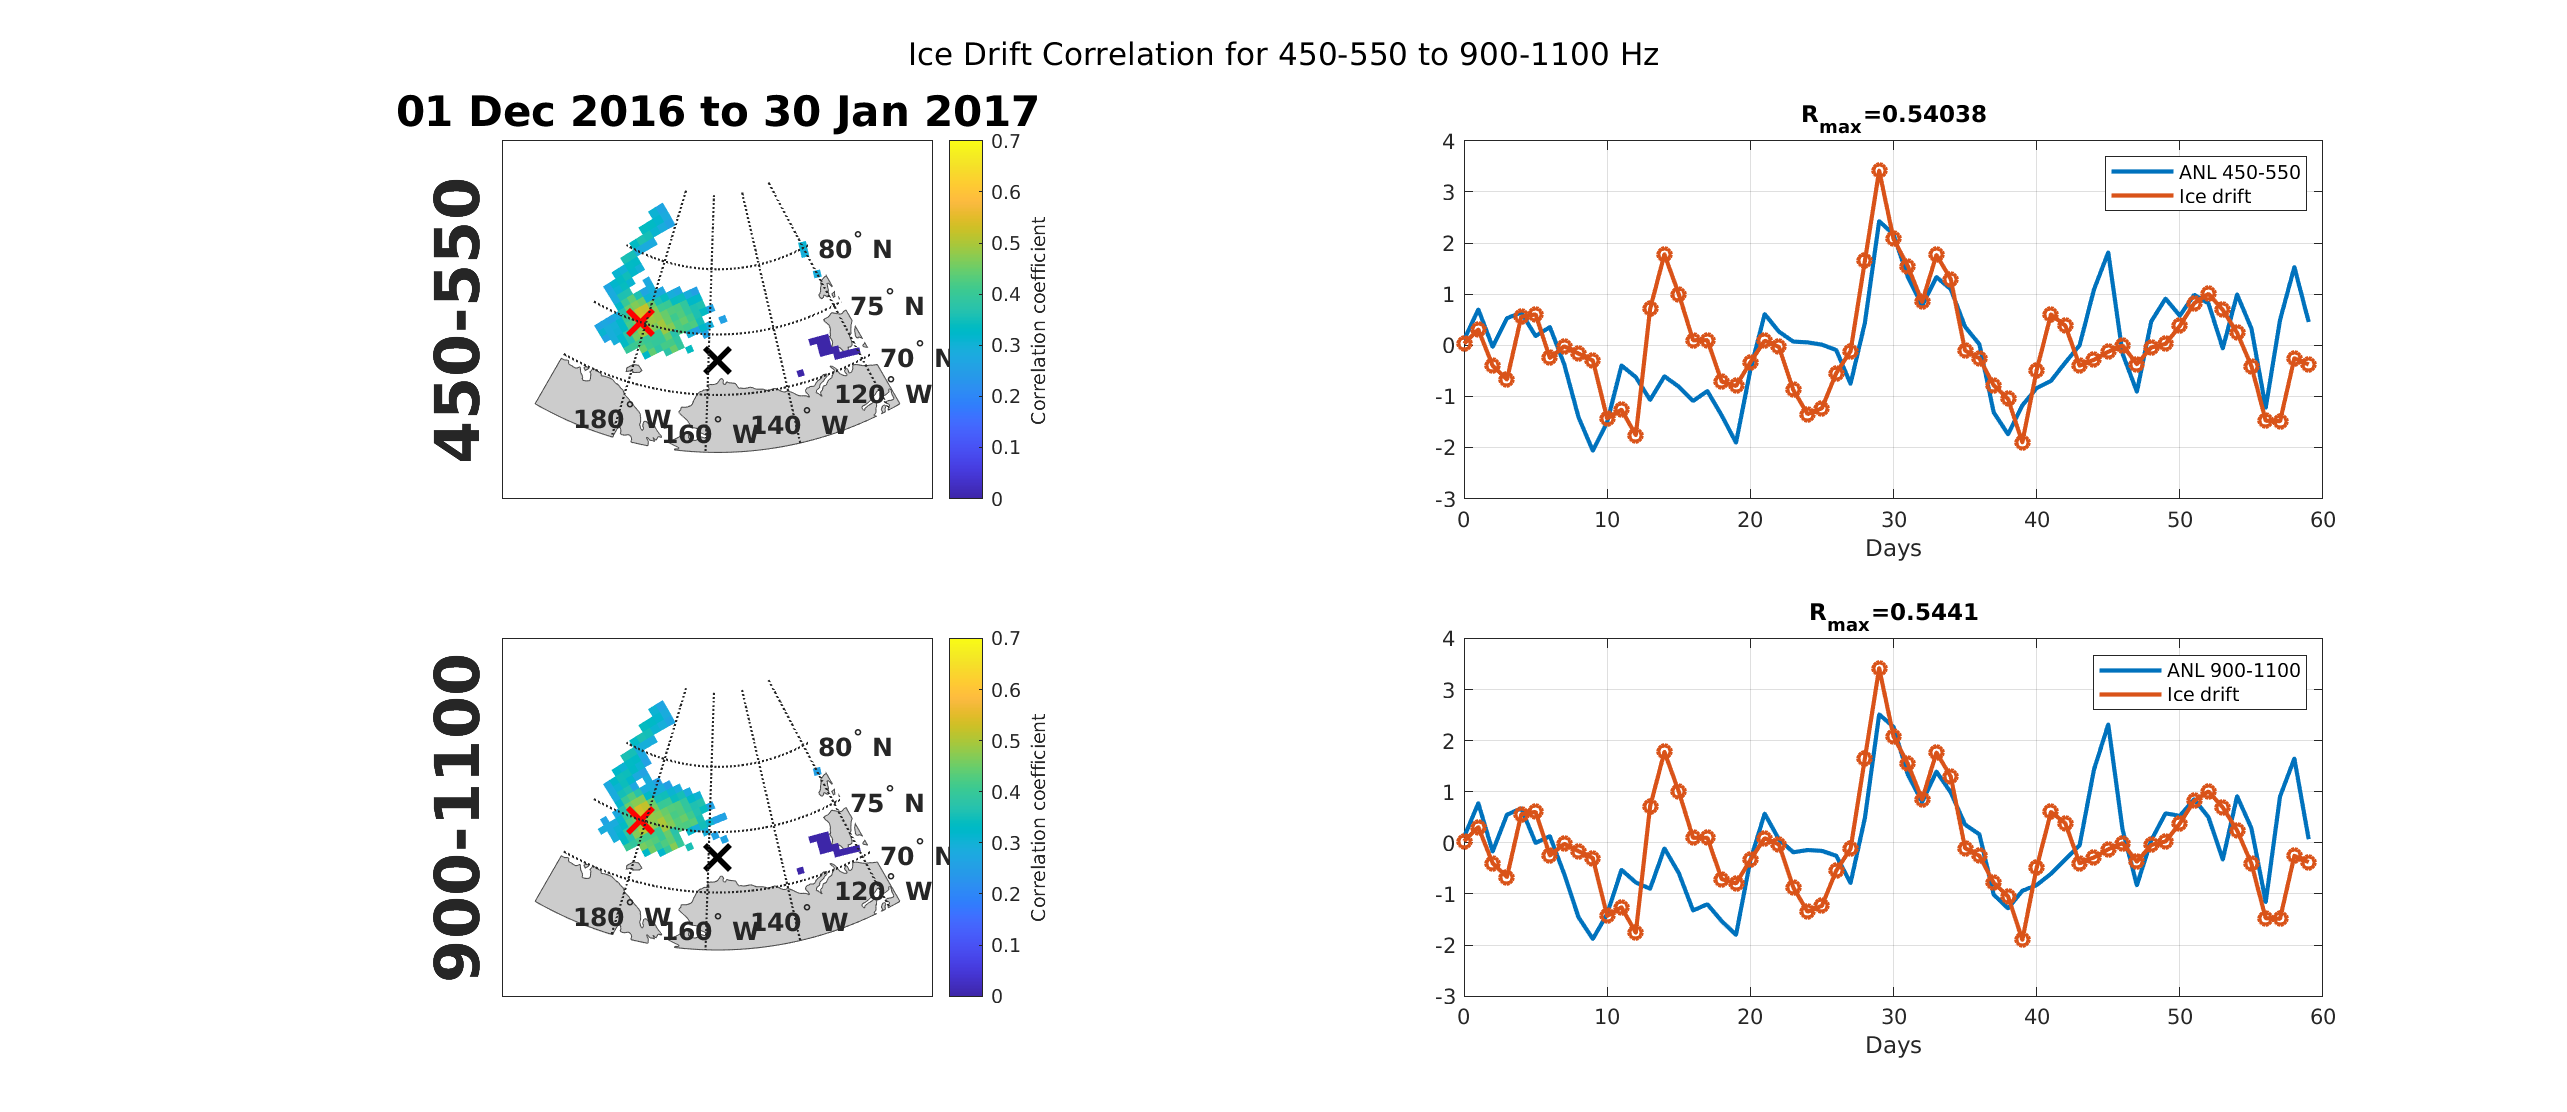 Ice Drift Correlation for 450-550 to 900-1100 Hz
01 Dec 2016 to 30 Jan 2017
450-550
80° N
75° N
70° N
120° W
180° W
160° W
140° W
0.7
0.6
0.5
0.4
0.3
0.2
0.1
0
Correlation coefficient
Rmax=0.54038
4
3
2
1
0
-1
-2
-3
0 10 20 30 40 50 60
Days
ANL 450-550
Ice drift
900-1100
80° N
75° N
70° N
120° W
180° W
160° W
140° W
0.7
0.6
0.5
0.4
0.3
0.2
0.1
0
Correlation coefficient
Rmax=0.5441
4
3
2
1
0
-1
-2
-3
0 10 20 30 40 50 60
Days
ANL 900-1100
Ice drift